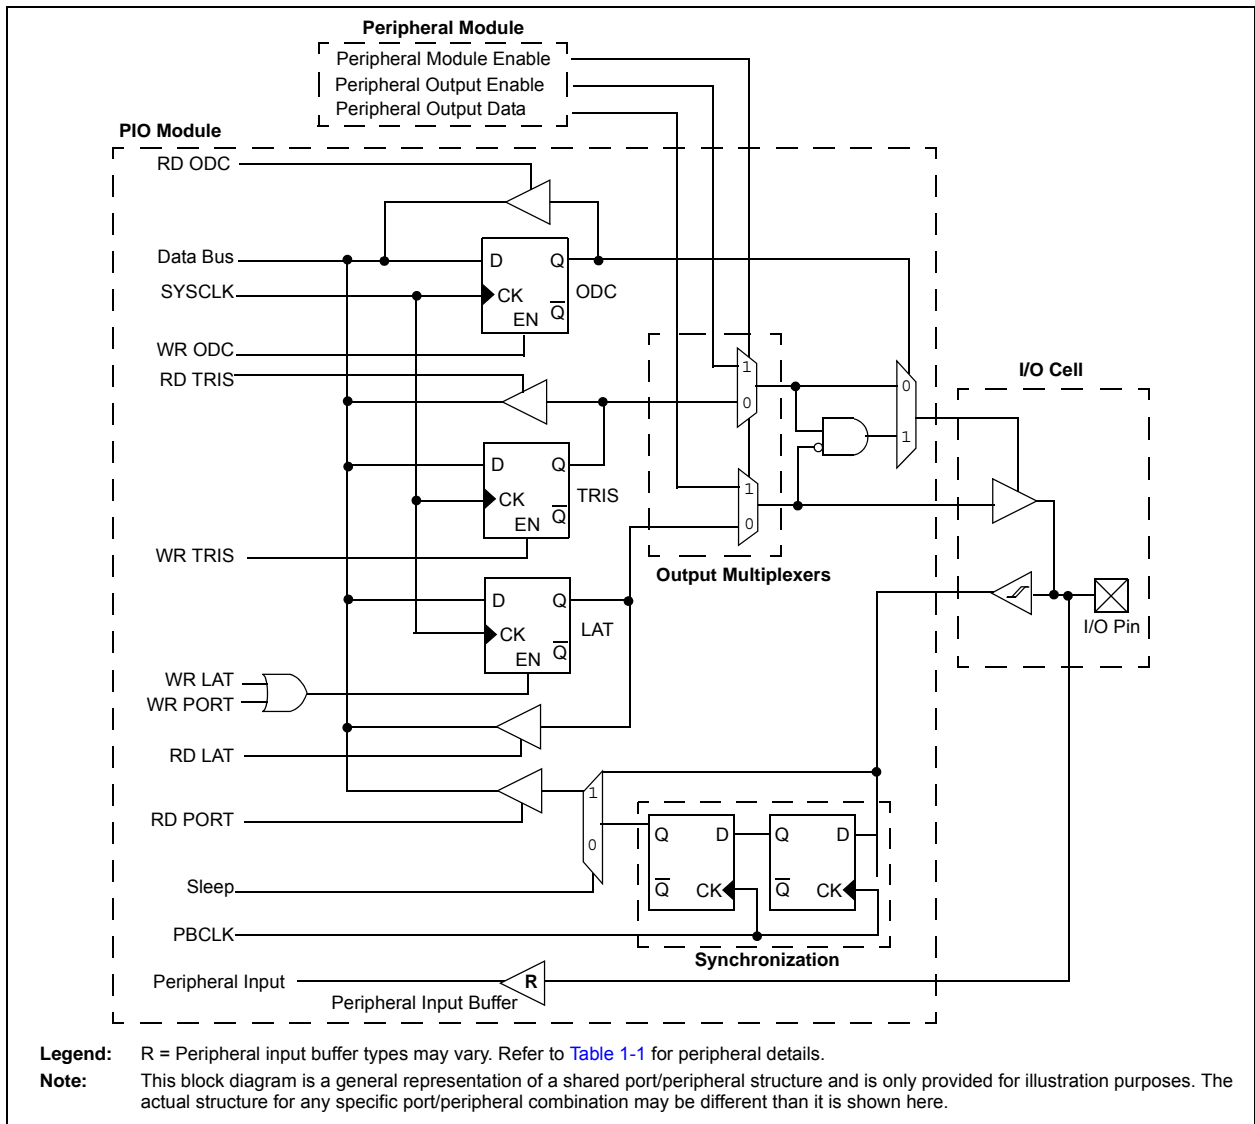 Peripheral Module
Peripheral Module Enable
Peripheral Output Enable
Peripheral Output Data
PIO Module
RD ODC
Data Bus
D
Q
SYSCLK
CK
ODC
EN
Q
WR ODC
RD TRIS
1
0
0
1
I/O Cell
D
Q
CK
TRIS
EN
Q
WR TRIS
1
0
Output Multiplexers
D
Q
CK
LAT
EN
Q
I/O Pin
WR LAT
WR PORT
RD LAT
RD PORT
1
0
Q
D
Q
D
Sleep
Q
CK
Q
CK
PBCLK
Synchronization
Peripheral Input
R
Peripheral Input Buffer
Legend: R = Peripheral input buffer types may vary. Refer to Table 1-1 for peripheral details.
Note: This block diagram is a general representation of a shared port/peripheral structure and is only provided for illustration purposes. The
actual structure for any specific port/peripheral combination may be different than it is shown here.